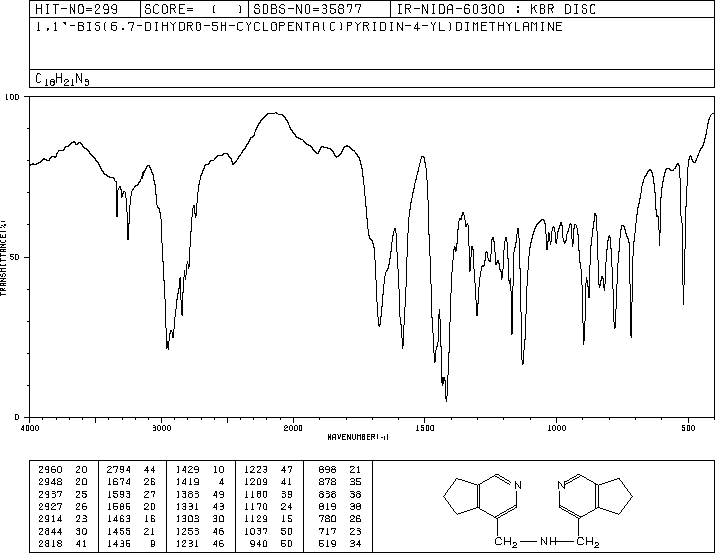 HIT-NO=299 SCORE= ( ) SDBS-NO=35877 IR-NIDA-60300 : KBR DISC
1,1'-BIS(6,7-DIHYDRO-5H-CYCLOPENTA(C)PYRIDIN-4-YL)DIMETHYLAMINE
C18H21N3
100
TRANSMITTANCE(%)
50
0
4000 3000 2000 1500 1000 500
WAVENUMBER(-1)
2960 20 2794 44 1429 10 1223 47 898 21
2948 20 1674 26 1419 4 1209 41 878 35
2937 25 1593 27 1386 49 1180 39 838 38
2927 26 1586 20 1331 43 1170 24 819 38
2914 23 1463 16 1303 30 1129 15 780 26
2844 30 1455 21 1253 46 1037 50 717 23
2818 41 1436 9 1231 46 940 50 519 34
N N
CH2 NH CH2